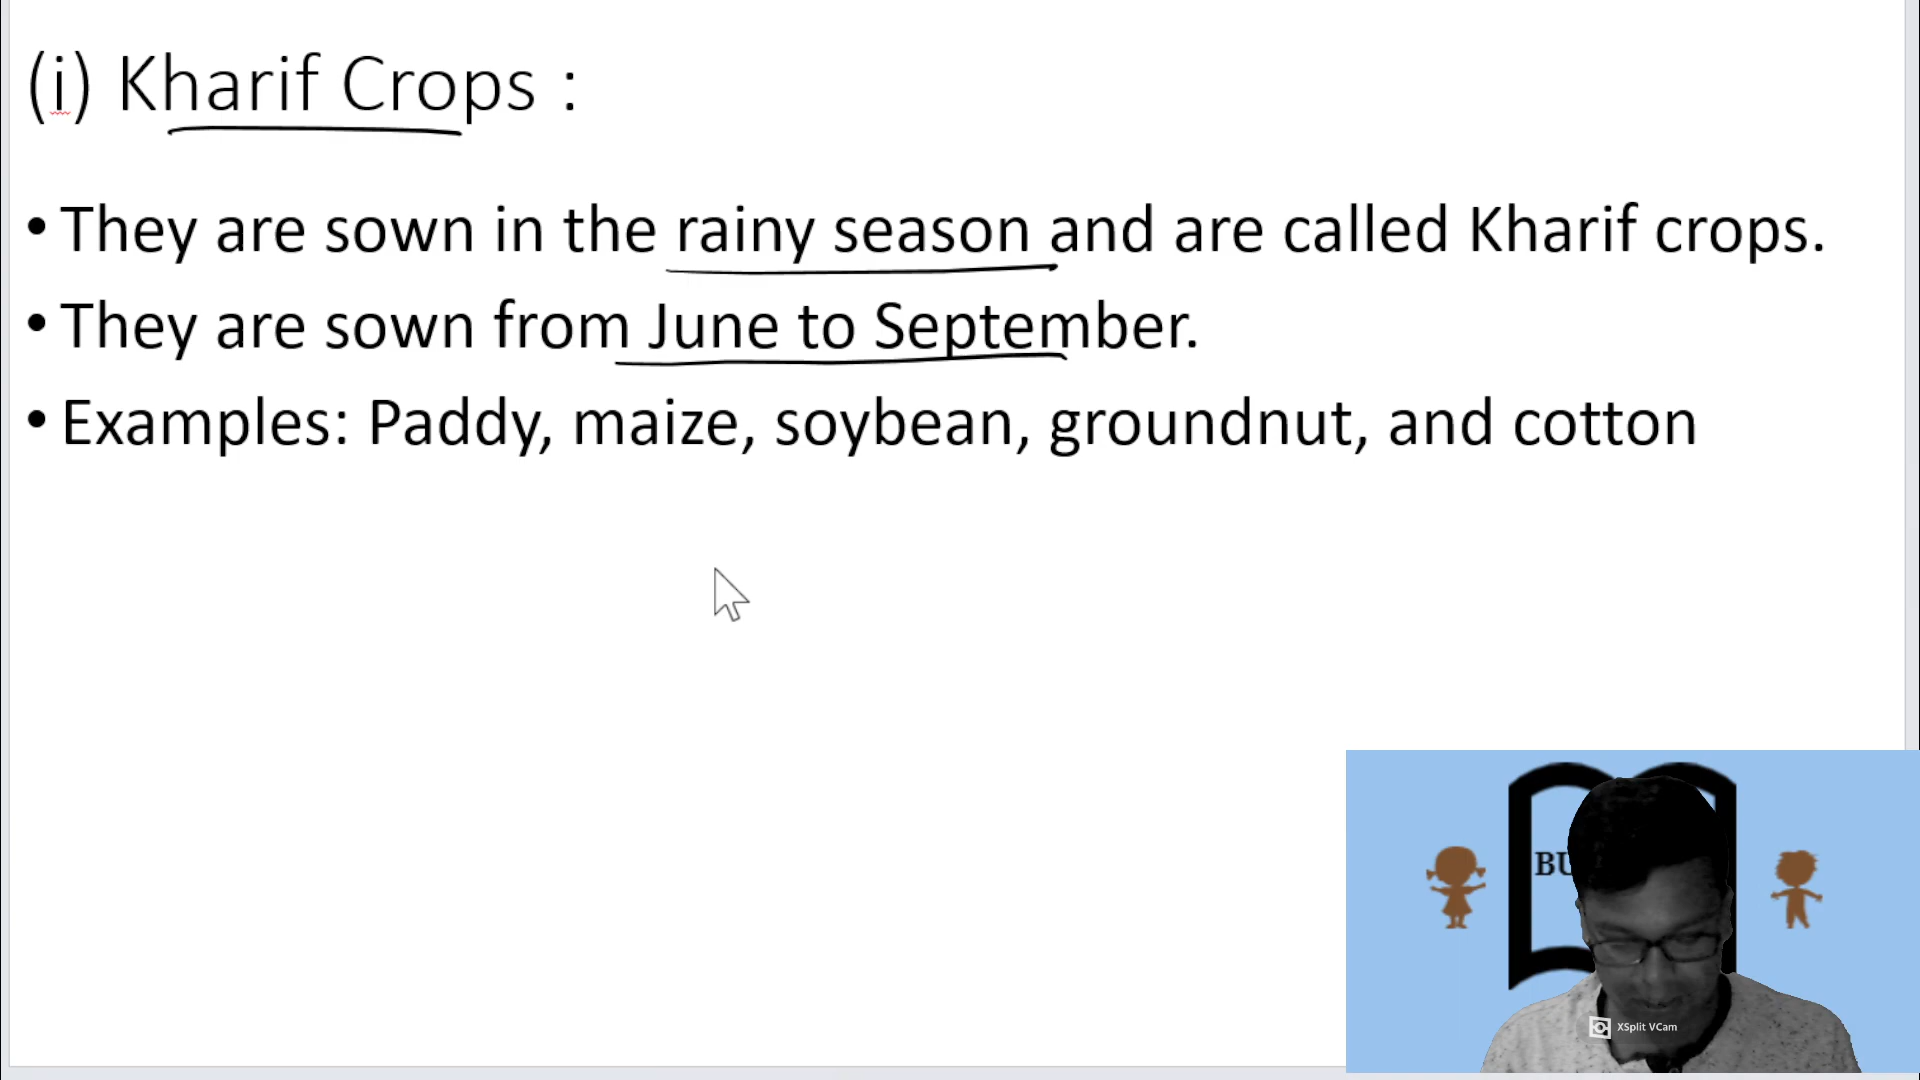 (i) Kharif Crops :
• They are sown in the rainy season and are called Kharif crops.
• They are sown from June to September.
• Examples: Paddy, maize, soybean, groundnut, and cotton
XSplit VCam